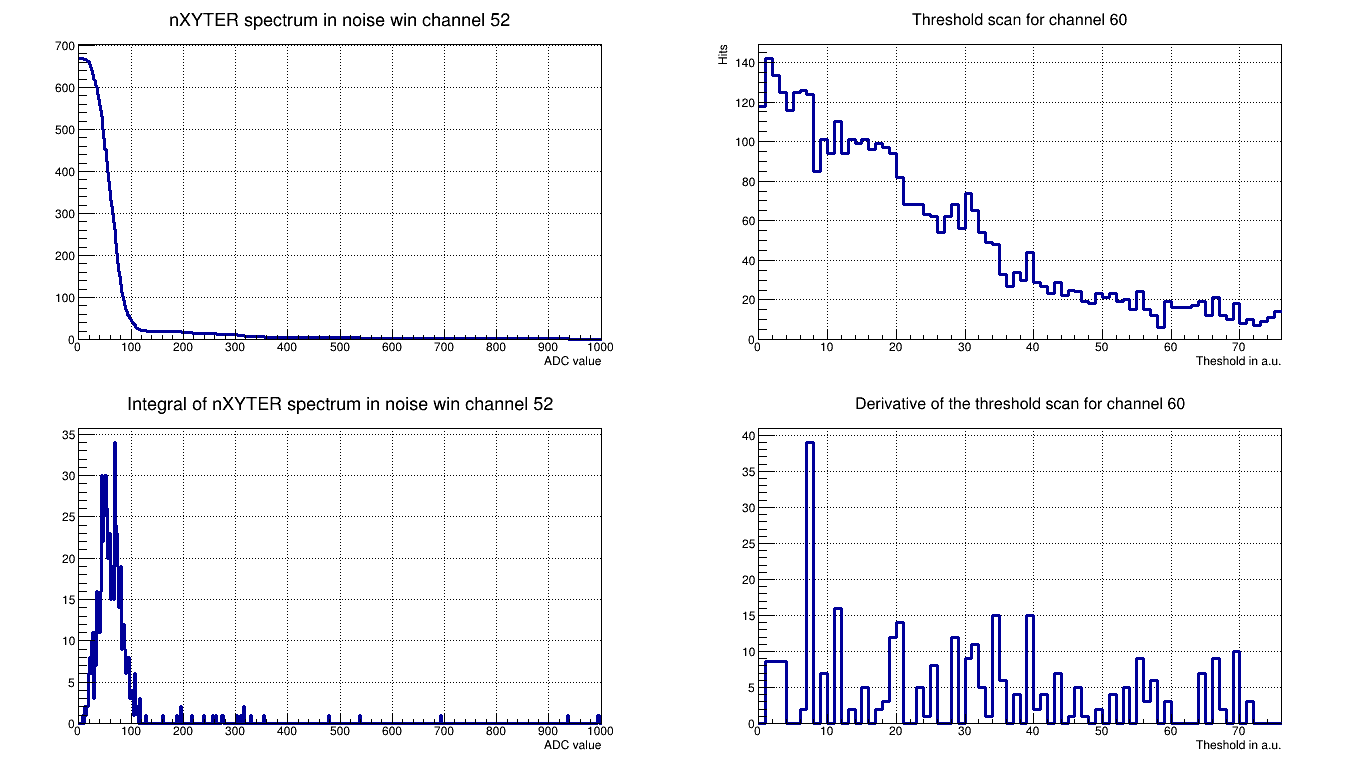 nXYTER spectrum in noise win channel 52
700
600
500
400
300
200
100
0
0 100 200 300 400 500 600 700 800 900 1000
ADC value
Threshold scan for channel 60
Hits
140
120
100
80
60
40
20
0
0 10 20 30 40 50 60 70
Theshold in a.u.
Integral of nXYTER spectrum in noise win channel 52
35
30
25
20
15
10
5
0
0 100 200 300 400 500 600 700 800 900 1000
ADC value
Derivative of the threshold scan for channel 60
40
35
30
25
20
15
10
5
0
0 10 20 30 40 50 60 70
Theshold in a.u.